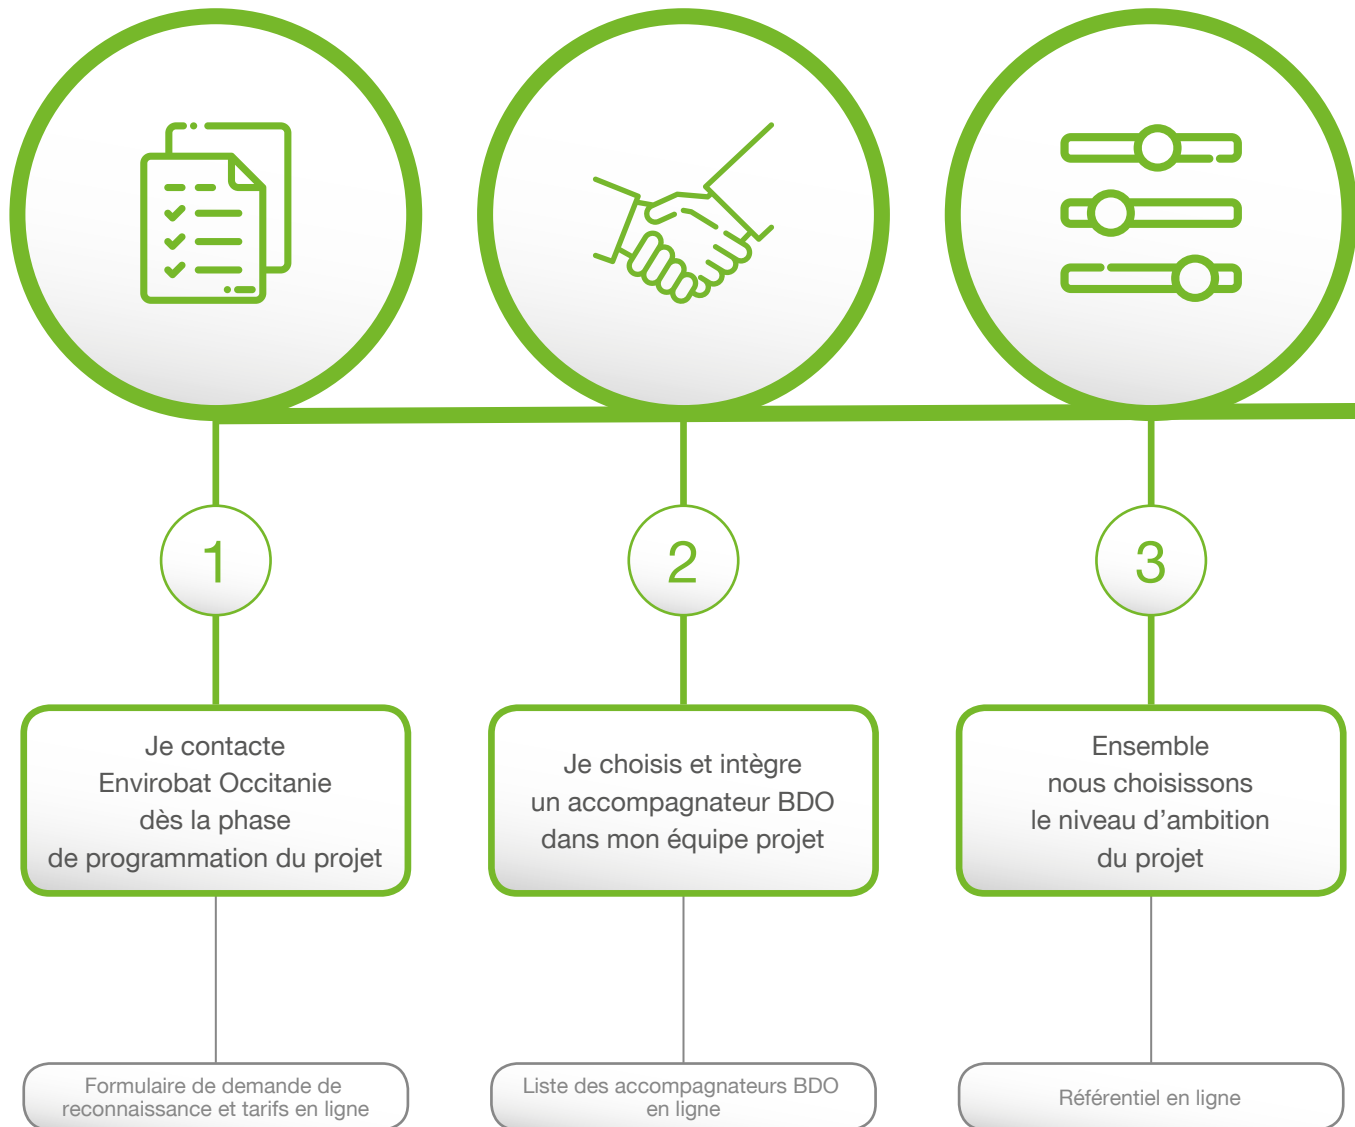 1
Je contacte
Envirobat Occitanie
dès la phase
de programmation du projet
Formulaire de demande de
reconnaissance et tarifs en ligne
2
Je choisis et intègre
un accompagnateur BDO
dans mon équipe projet
Liste des accompagnateurs BDO
en ligne
3
Ensemble
nous choisissons
le niveau d’ambition
du projet
Référentiel en ligne